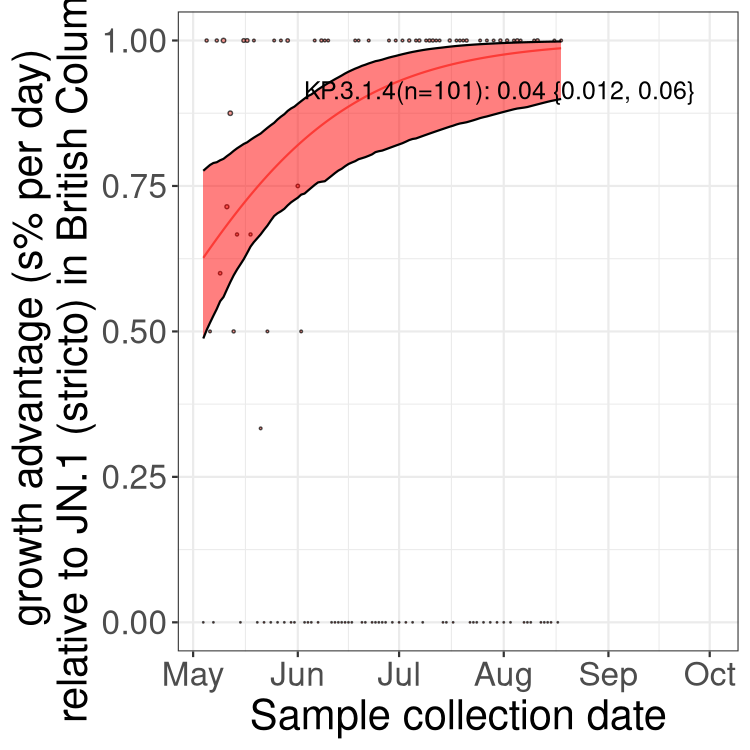 growth advantage (s% per day)
relative to JN.1 (stricto) in British Colum
1.00
0.75
0.50
0.25
0.00
KP.3.1.4(n=101): 0.04 {0.012, 0.06}
May Jun Jul Aug Sep Oct
Sample collection date